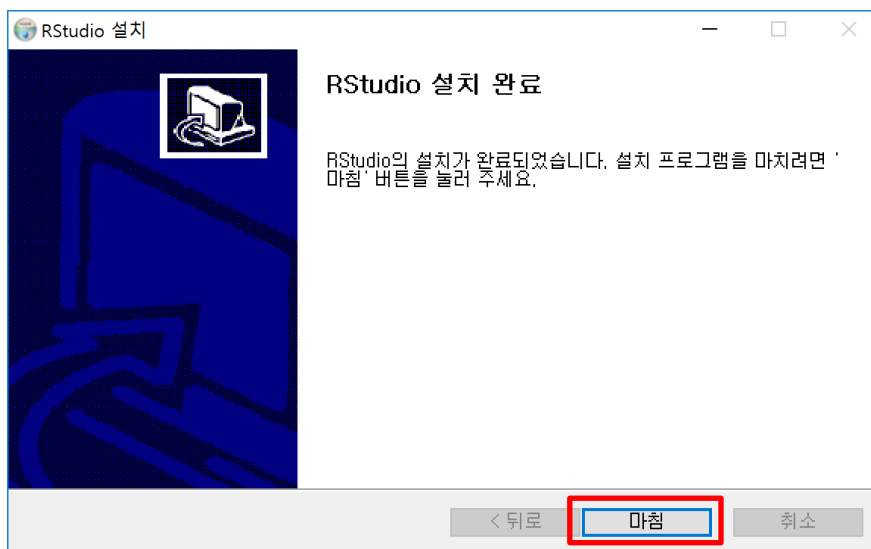 RStudio 설치
RStudio 설치 완료
RStudio의 설치가 완료되었습니다. 설치 프로그램을 마치려면 '
마침' 버튼을 눌러 주세요.
< 뒤로
마침
취소